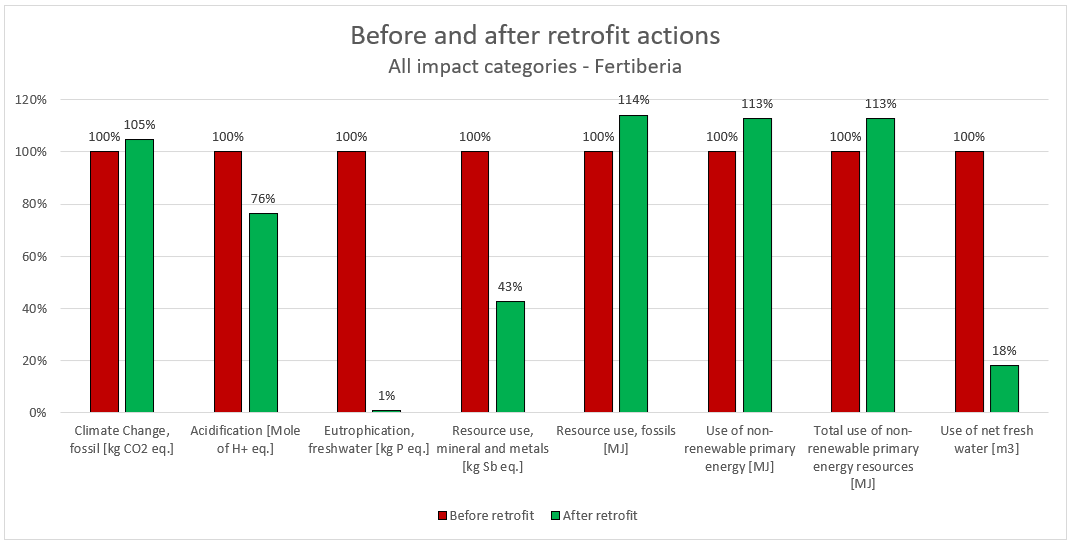 Before and after retrofit actions
All impact categories - Fertiberia
120%
100%
80%
60%
40%
20%
0%
100%
105%
100%
76%
100%
1%
100%
43%
100%
114%
100%
113%
100%
113%
100%
18%
Climate Change,
fossil [kg CO2 eq.]
Acidification [Mole
of H+ eq.]
Eutrophication,
freshwater [kg P eq.]
Resource use,
mineral and metals
[kg Sb eq.]
Resource use, fossils
[MJ]
Use of non-
renewable primary
energy [MJ]
Total use of non-
renewable primary
energy resources
[MJ]
Use of net fresh
water [m3]
Before retrofit
After retrofit